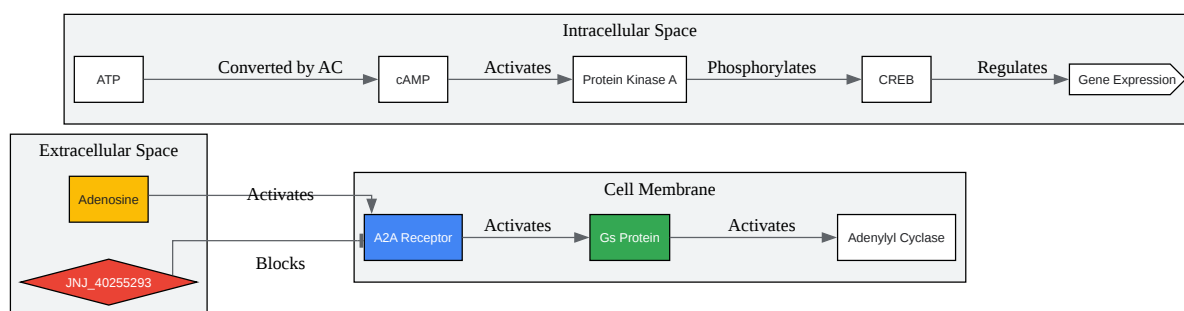 Intracellular Space
ATP
Converted by AC
cAMP
Activates
Protein Kinase A
Phosphorylates
CREB
Regulates
Gene Expression
Extracellular Space
Adenosine
Activates
JNJ_40255293
Blocks
Cell Membrane
A2A Receptor
Activates
Gs Protein
Activates
Adenylyl Cyclase